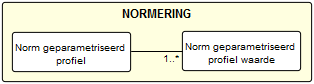 NORMERING
Norm geparametriseerd
profiel
Norm geparametriseerd
profiel waarde
1..*